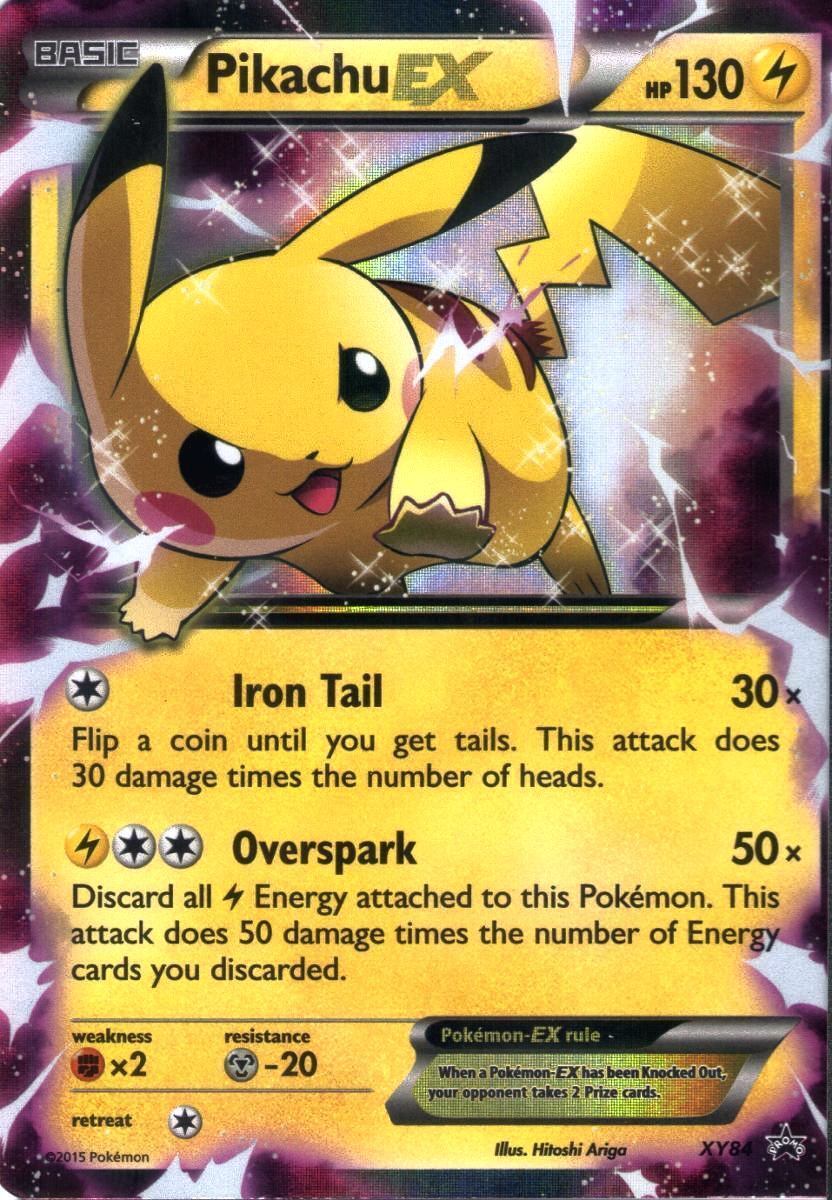 BASIC
Pikachu EX
HP 130
Iron Tail 30×
Flip a coin until you get tails. This attack does
30 damage times the number of heads.
Overspark 50×
Discard all Energy attached to this Pokémon. This
attack does 50 damage times the number of Energy
cards you discarded.
weakness
×2
resistance
-20
retreat
Pokémon-EX rule
When a Pokémon-EX has been Knocked Out,
your opponent takes 2 Prize cards.
©2015 Pokémon
Illus. Hitoshi Ariga
XY84
PROMO